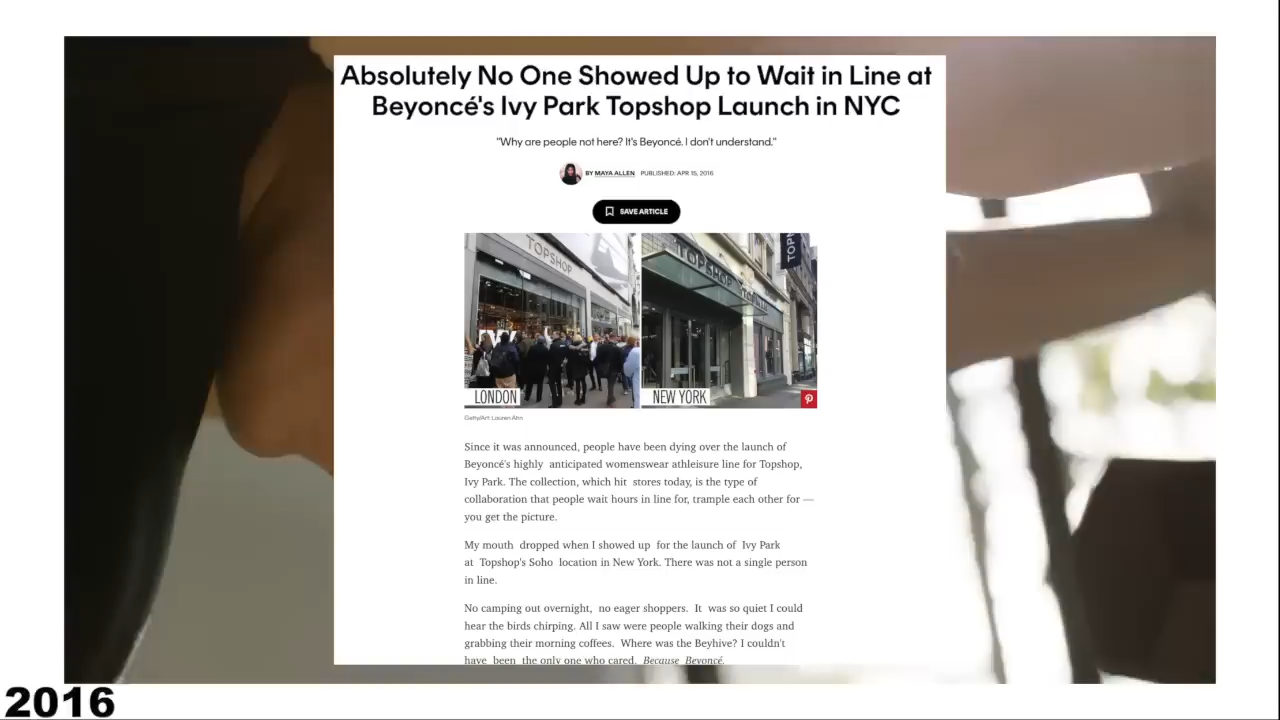 Absolutely No One Showed Up to Wait in Line at
Beyoncé's Ivy Park Topshop Launch in NYC
"Why are people not here? It's Beyoncé. I don't understand."
BY MAYA ALLEN PUBLISHED: APR 15, 2016
SAVE ARTICLE
TOPSHOP
TOPSHOP
TOPSHOP
LONDON
NEW YORK
Getty/Art: Lauren Ahn
Since it was announced, people have been dying over the launch of
Beyoncé's highly anticipated womenswear athleisure line for Topshop,
Ivy Park. The collection, which hit stores today, is the type of
collaboration that people wait hours in line for, trample each other for —
you get the picture.
My mouth dropped when I showed up for the launch of Ivy Park
at Topshop's Soho location in New York. There was not a single person
in line.
No camping out overnight, no eager shoppers. It was so quiet I could
hear the birds chirping. All I saw were people walking their dogs and
grabbing their morning coffees. Where was the Beyhive? I couldn't
have been the only one who cared. Because Beyoncé.
2016